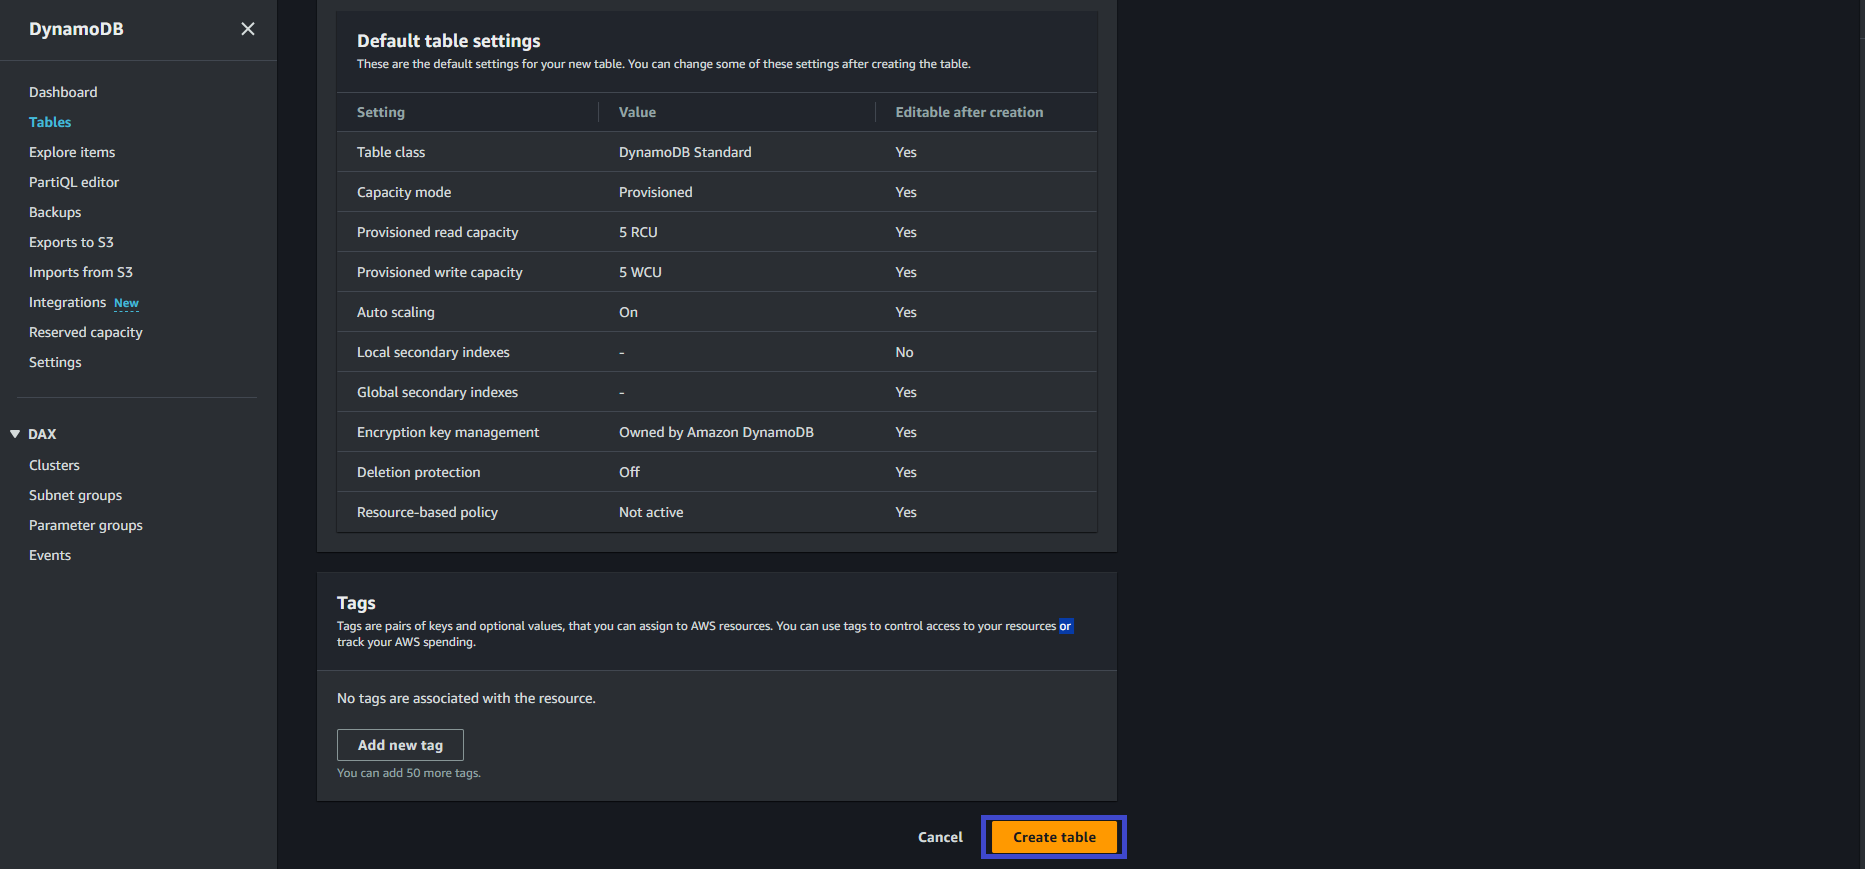 DynamoDB
Dashboard
Tables
Explore items
PartiQL editor
Backups
Exports to S3
Imports from S3
Integrations New
Reserved capacity
Settings
DAX
Clusters
Subnet groups
Parameter groups
Events
Default table settings
These are the default settings for your new table. You can change some of these settings after creating the table.
Setting Value Editable after creation
Table class DynamoDB Standard Yes
Capacity mode Provisioned Yes
Provisioned read capacity 5 RCU Yes
Provisioned write capacity 5 WCU Yes
Auto scaling On Yes
Local secondary indexes - No
Global secondary indexes - Yes
Encryption key management Owned by Amazon DynamoDB Yes
Deletion protection Off Yes
Resource-based policy Not active Yes
Tags
Tags are pairs of keys and optional values, that you can assign to AWS resources. You can use tags to control access to your resources or
track your AWS spending.
No tags are associated with the resource.
Add new tag
You can add 50 more tags.
Cancel Create table